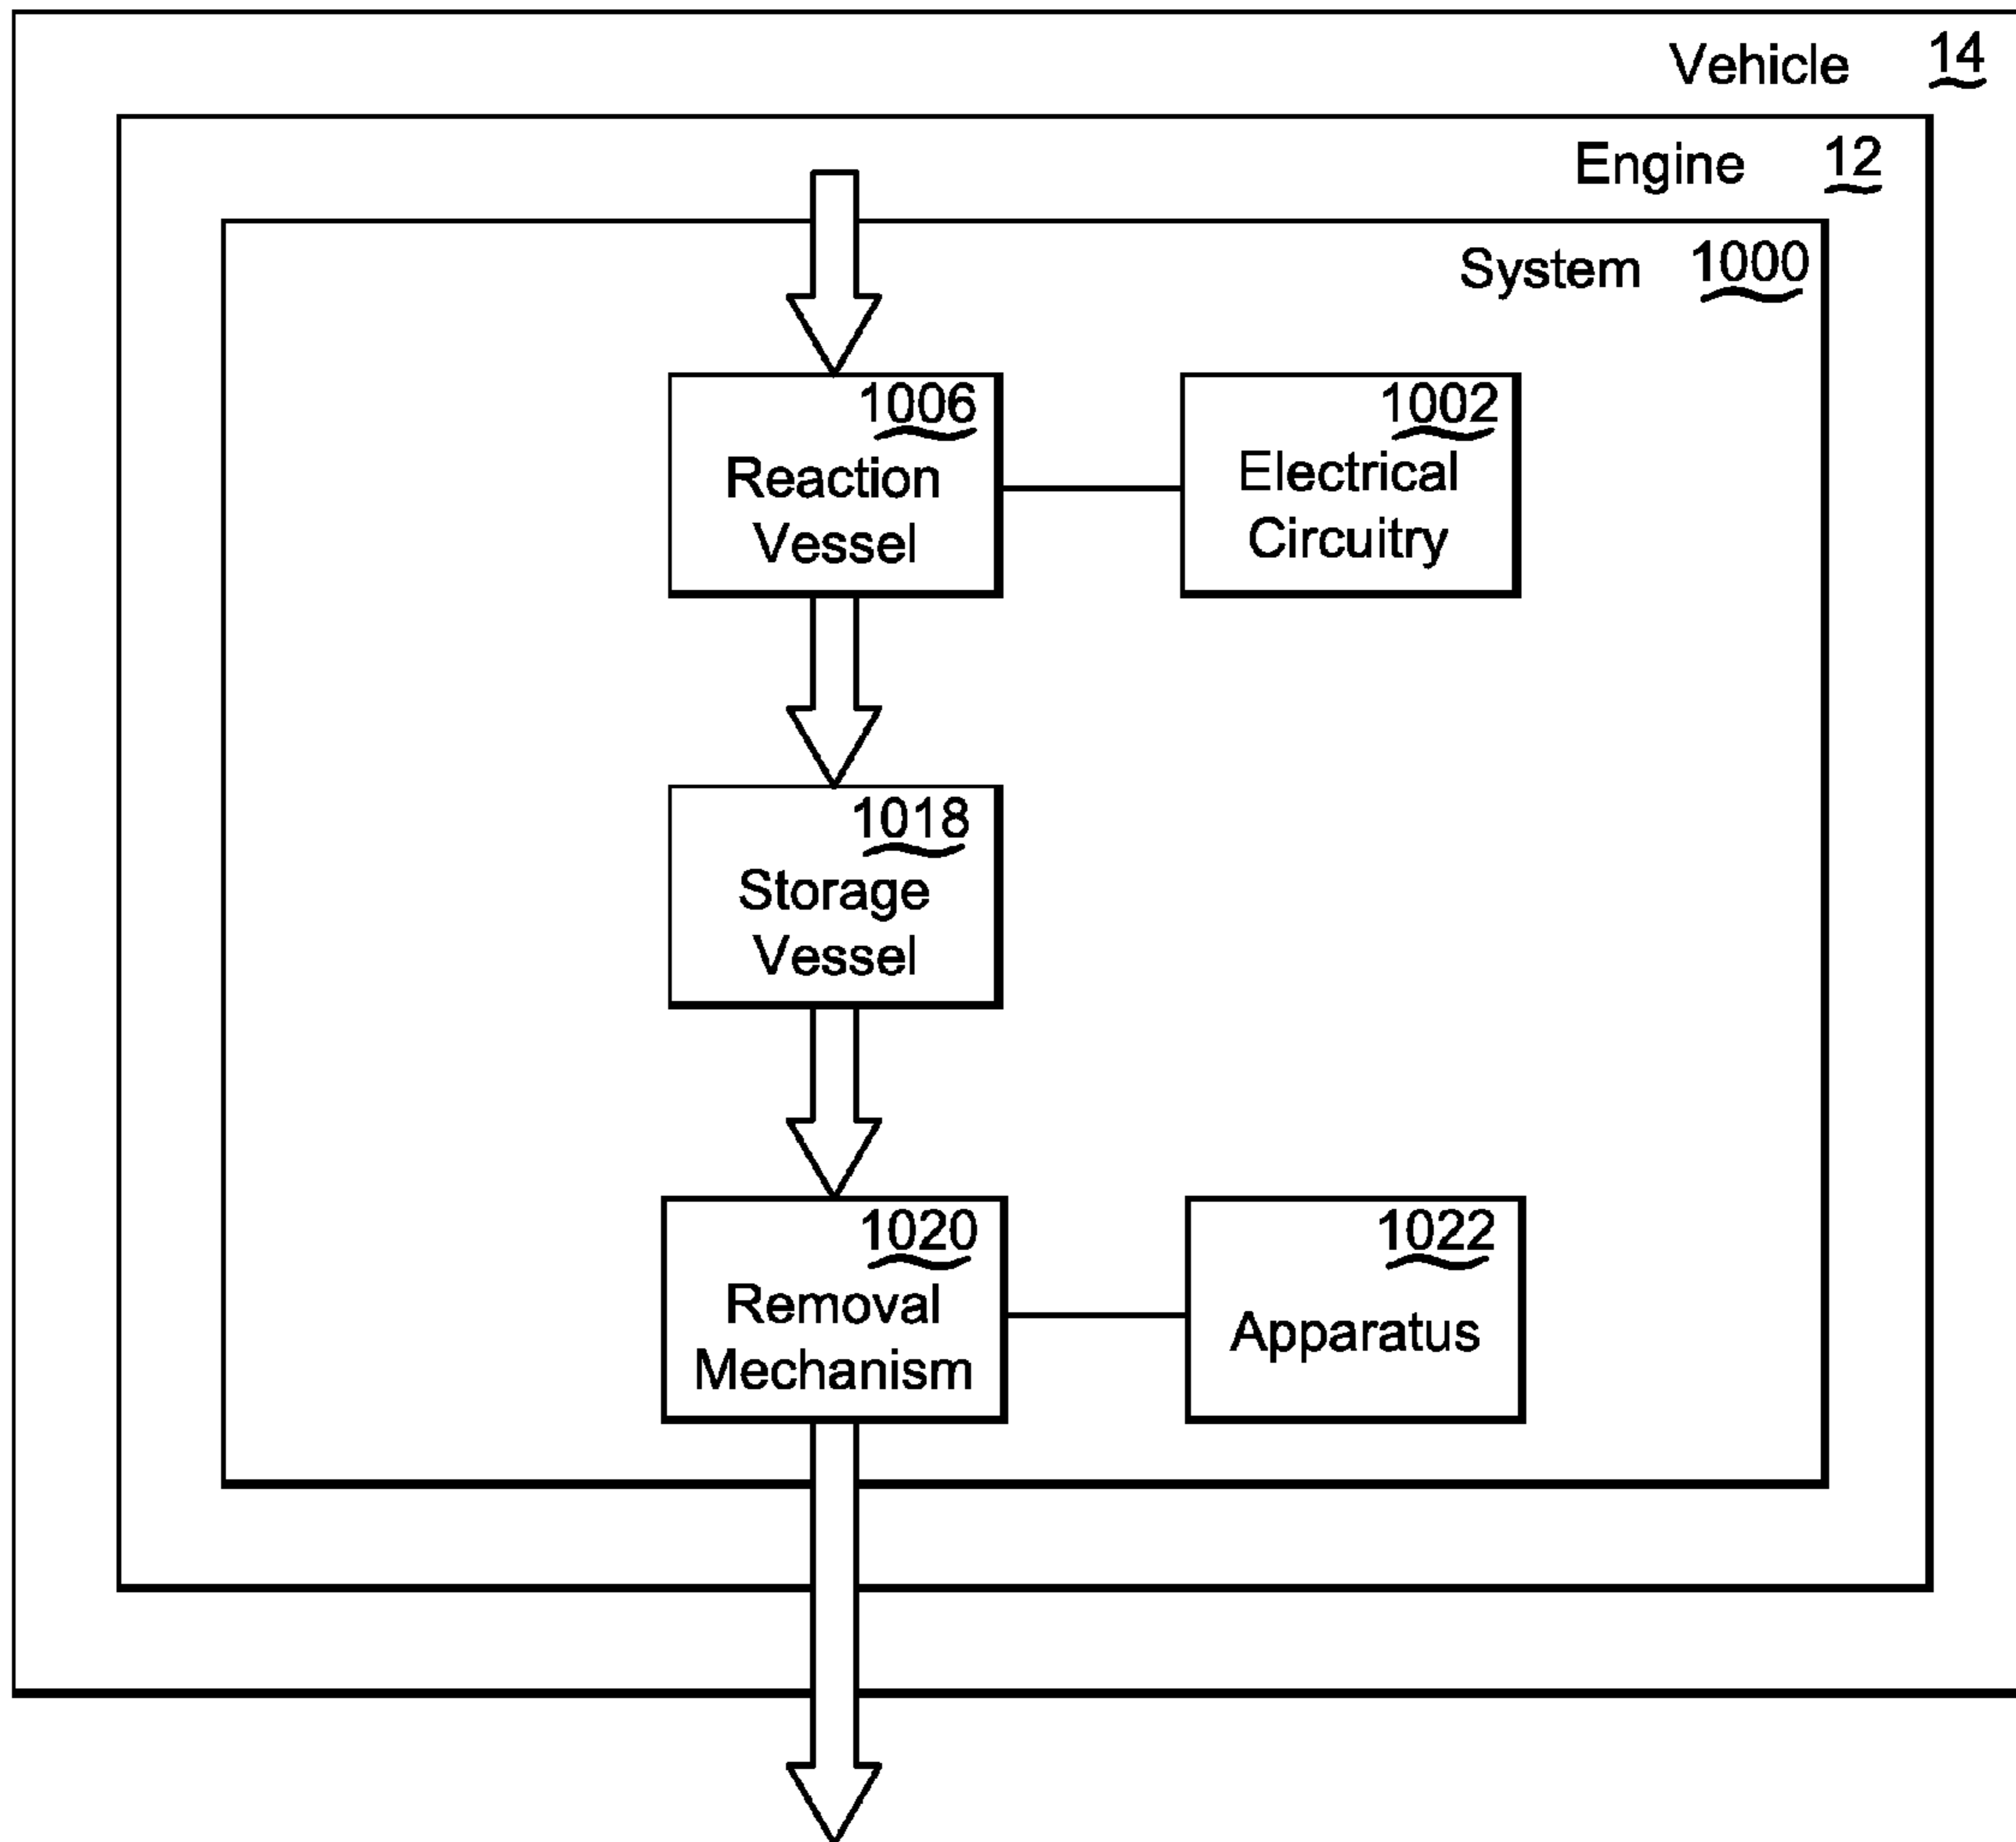 Vehicle 14
Engine 12
System 1000
1006
Reaction
Vessel
1002
Electrical
Circuitry
1018
Storage
Vessel
1020
Removal
Mechanism
1022
Apparatus